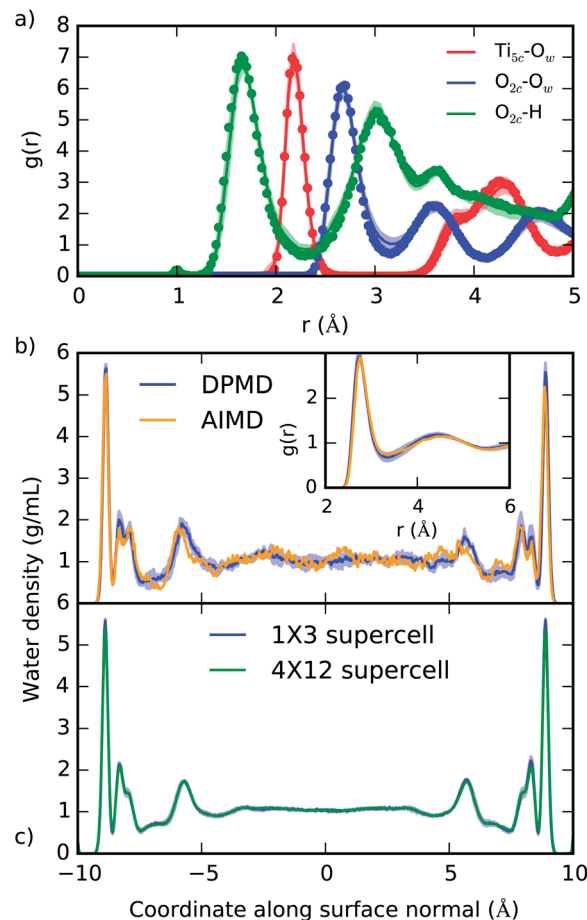 a)
8
7
6
5
4
3
2
1
0
g(r)
Ti5c-Ow
O2c-Ow
O2c-H
0 1 2 3 4 5
r (Å)
b)
6
5
4
3
2
1
6
DPMD
AIMD
2
1
0
g(r)
2 4 6
r (Å)
Water density (g/mL)
5
4
3
2
1
0
1X3 supercell
4X12 supercell
c)
−10 −5 0 5 10
Coordinate along surface normal (Å)